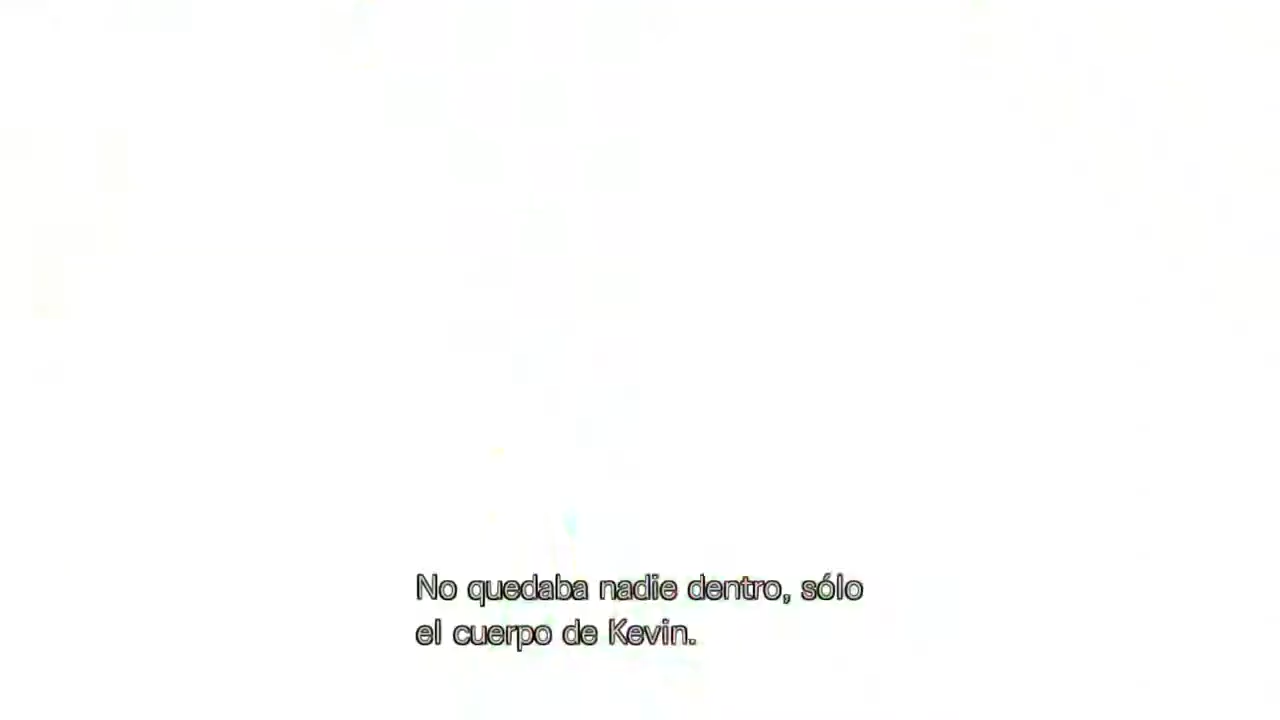 No quedaba nadie dentro, sólo
el cuerpo de Kevin.